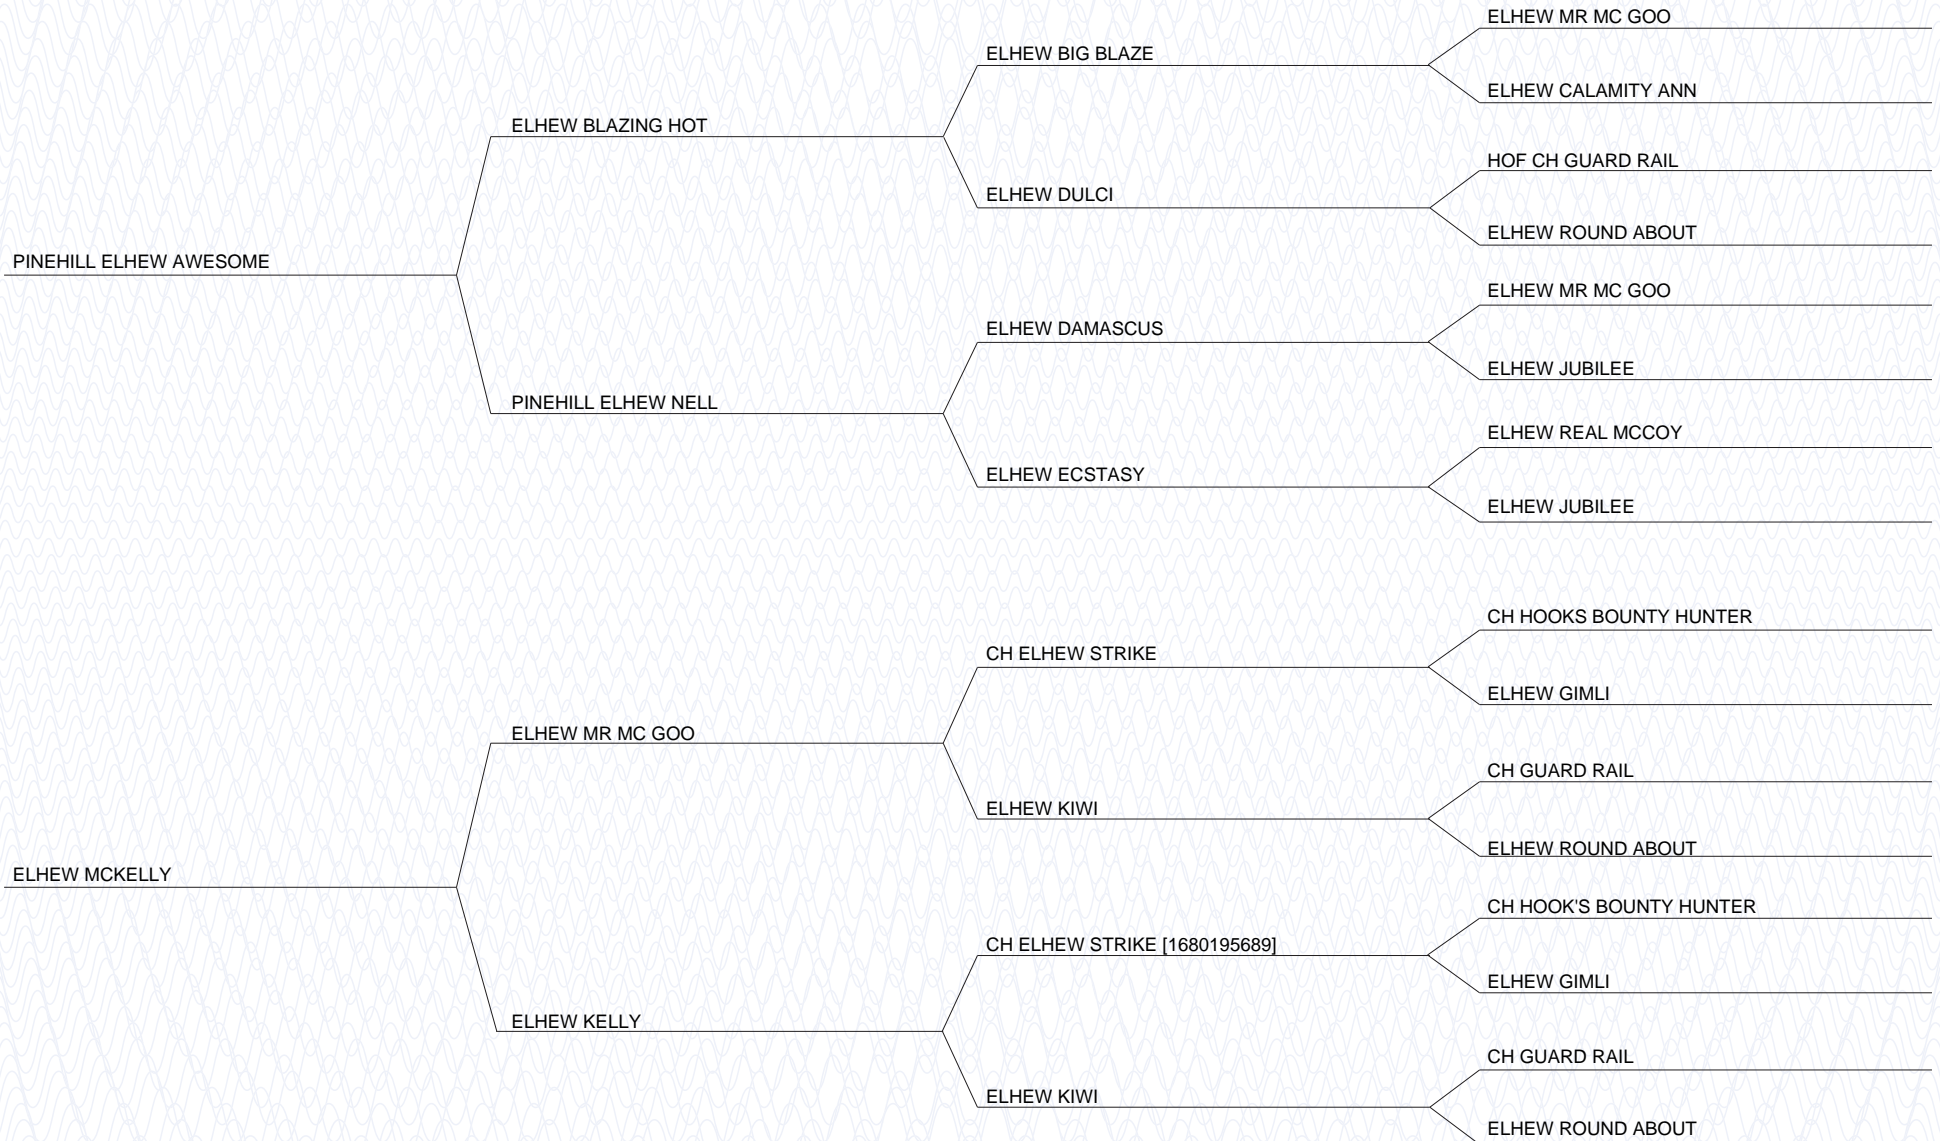 ELHEW MR MC GOO
ELHEW BIG BLAZE
ELHEW CALAMITY ANN
ELHEW BLAZING HOT
HOF CH GUARD RAIL
ELHEW DULCI
ELHEW ROUND ABOUT
PINEHILL ELHEW AWESOME
ELHEW MR MC GOO
ELHEW DAMASCUS
ELHEW JUBILEE
PINEHILL ELHEW NELL
ELHEW REAL MCCOY
ELHEW ECSTASY
ELHEW JUBILEE
CH HOOKS BOUNTY HUNTER
CH ELHEW STRIKE
ELHEW GIMLI
ELHEW MR MC GOO
CH GUARD RAIL
ELHEW KIWI
ELHEW ROUND ABOUT
ELHEW MCKELLY
CH HOOK'S BOUNTY HUNTER
CH ELHEW STRIKE [1680195689]
ELHEW GIMLI
ELHEW KELLY
CH GUARD RAIL
ELHEW KIWI
ELHEW ROUND ABOUT